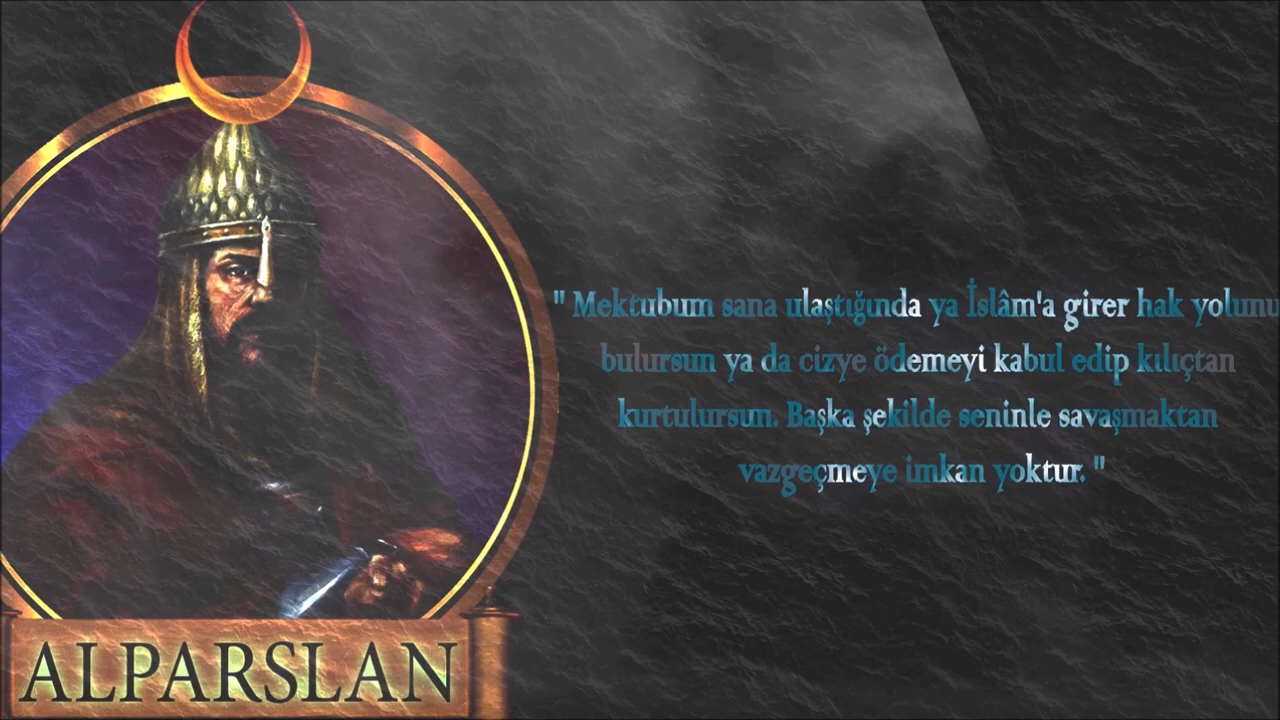 " Mektubum sana ulaştığında ya İslâm'a girer hak yolunu
bulursun ya da cizye ödemeyi kabul edip kılıçtan
kurtulursun. Başka şekilde seninle savaşmaktan
vazgeçmeye imkan yoktur. "
ALPARSLAN